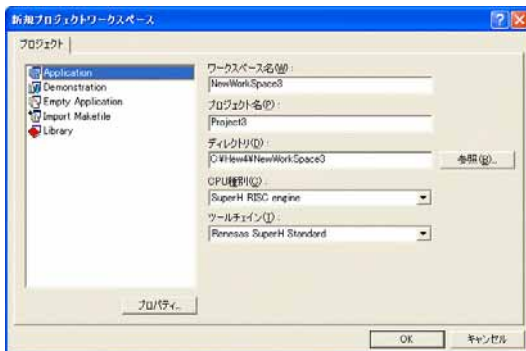 新規プロジェクトワークスペース
プロジェクト
Application
Demonstration
Empty Application
Import Makefile
Library
プロパティ...
ワークスペース名(W) :
NewWorkSpace3
プロジェクト名(P) :
Project3
ディレクトリ(D) :
C:¥Hew4¥NewWorkSpace3
参照(B)...
CPU種別(C) :
SuperH RISC engine
ツールチェイン(T) :
Renesas SuperH Standard
OK
キャンセル